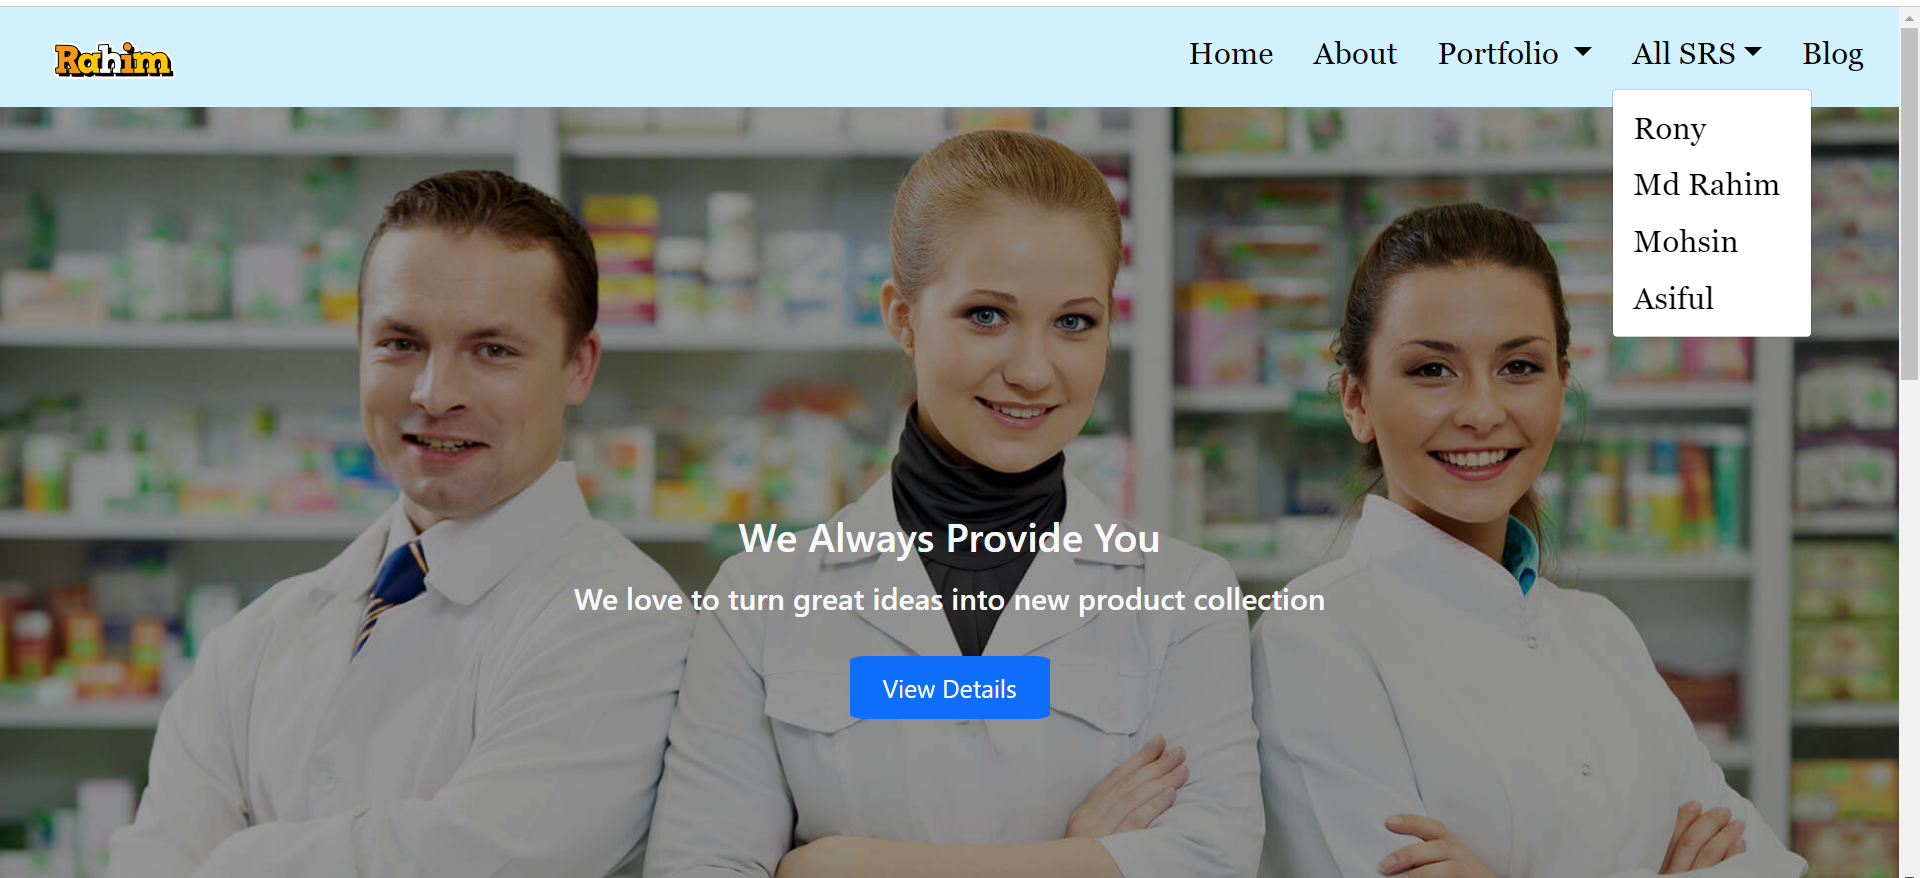 Rahim
Home About Portfolio All SRS Blog
Rony
Md Rahim
Mohsin
Asiful
We Always Provide You
We love to turn great ideas into new product collection
View Details